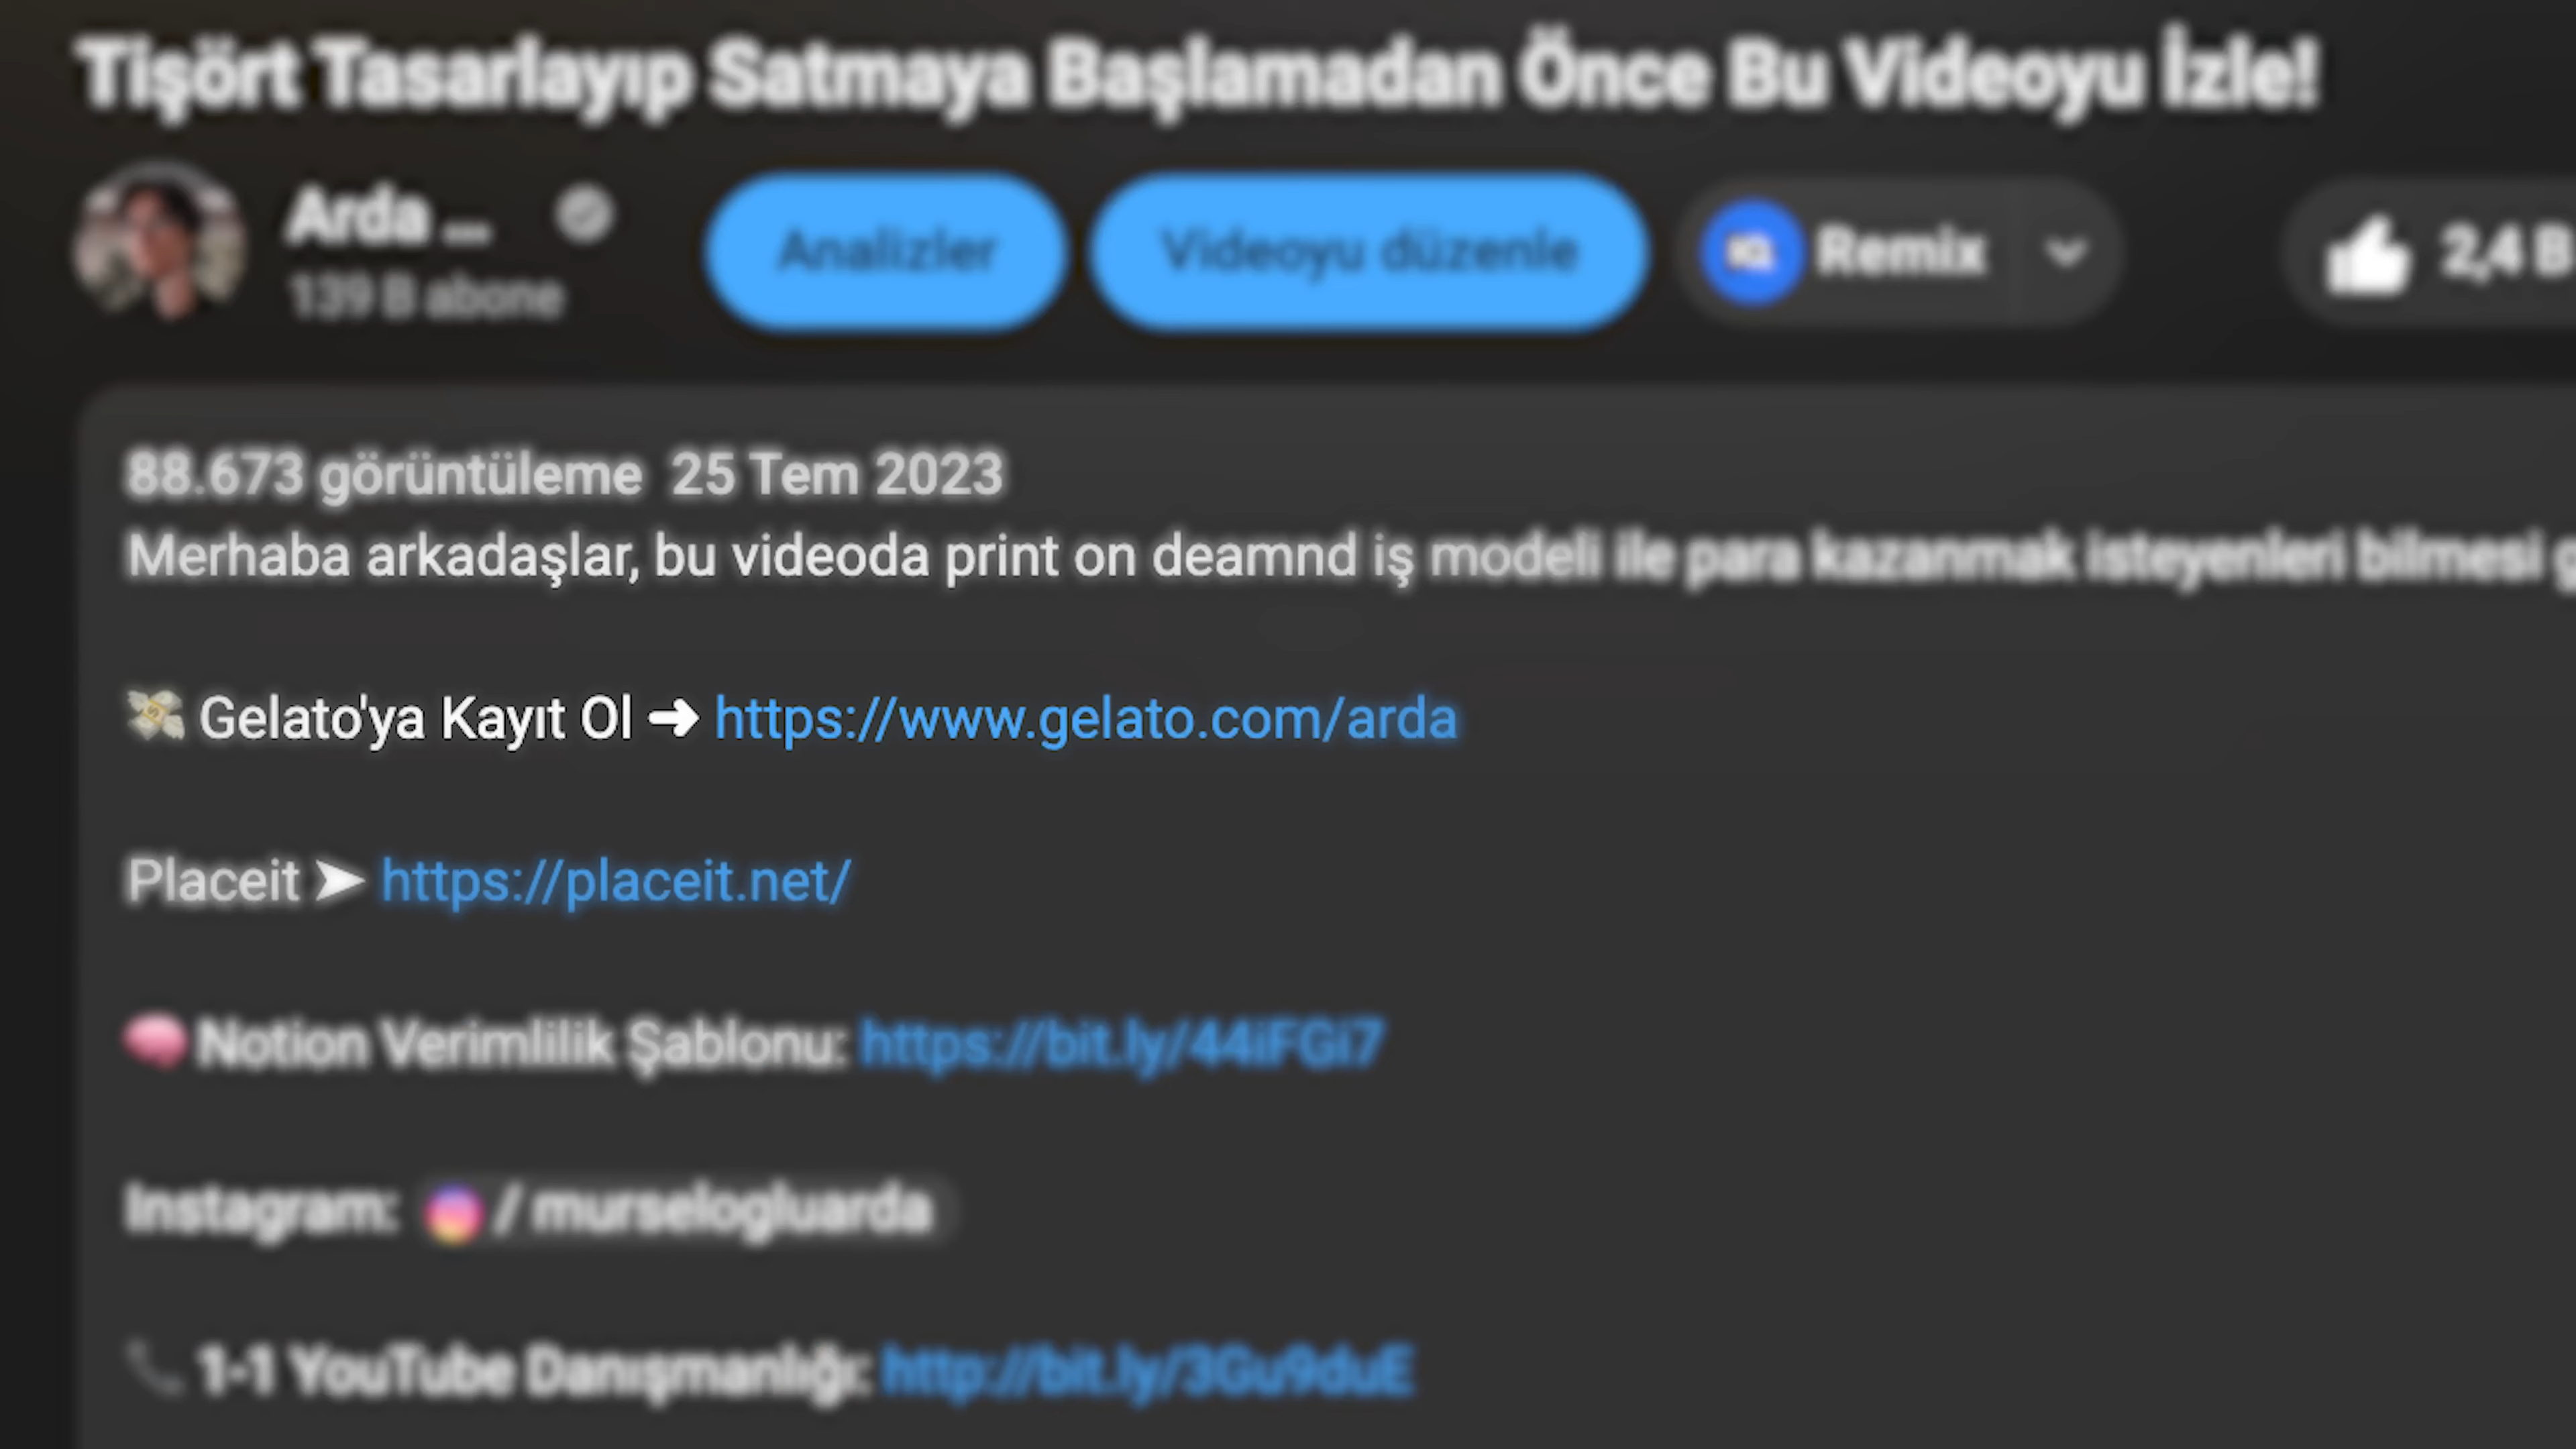 Tişört Tasarlayıp Satmaya Başlamadan Önce Bu Videoyu İzle!
Arda ...
139 B abone
Analizler
Videoyu düzenle
Remix
2,4 B
88.673 görüntüleme 25 Tem 2023
Merhaba arkadaşlar, bu videoda print on deamnd iş modeli ile para kazanmak isteyenleri bilmesi
💸 Gelato'ya Kayıt Ol ➜ https://www.gelato.com/arda
Placeit ➤ https://placeit.net/
🧠 Notion Verimlilik Şablonu: https://bit.ly/44iFGi7
Instagram: / murselogluarda
📞 1-1 YouTube Danışmanlığı: http://bit.ly/3Gu9duE